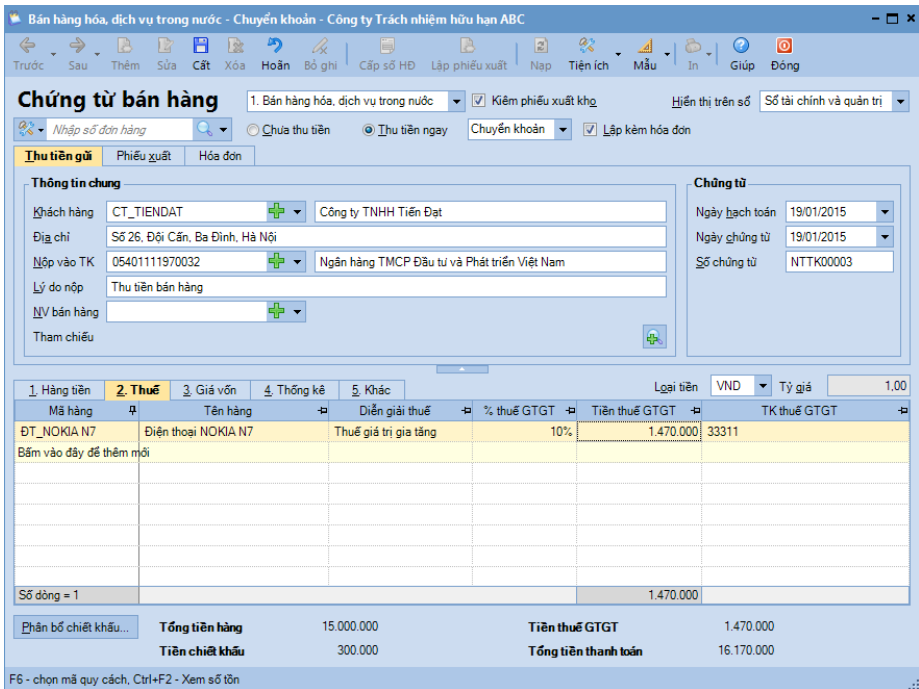 Bán hàng hóa, dịch vụ trong nước - Chuyển khoản - Công ty Trách nhiệm hữu hạn ABC
Trước Sau Thêm Sửa Cất Xóa Hoãn Bỏ ghi Cấp số HĐ Lập phiếu xuất Nạp Tiện ích Mẫu In Giúp Đóng
Chứng từ bán hàng 1. Bán hàng hóa, dịch vụ trong nước Kiêm phiếu xuất kho Hiển thị trên sổ Sổ tài chính và quản trị
Nhập số đơn hàng Chưa thu tiền Thu tiền ngay Chuyển khoản Lập kèm hóa đơn
Thu tiền gửi Phiếu xuất Hóa đơn
Thông tin chung Chứng từ
Khách hàng CT_TIENDAT Công ty TNHH Tiến Đạt Ngày hạch toán 19/01/2015
Địa chỉ Số 26, Đội Cấn, Ba Đình, Hà Nội Ngày chứng từ 19/01/2015
Nộp vào TK 05401111970032 Ngân hàng TMCP Đầu tư và Phát triển Việt Nam Số chứng từ NTTK00003
Lý do nộp Thu tiền bán hàng
NV bán hàng
Tham chiếu
1. Hàng tiền 2. Thuế 3. Giá vốn 4. Thống kê 5. Khác Loại tiền VND Tỷ giá 1,00
Mã hàng Tên hàng Diễn giải thuế % thuế GTGT Tiền thuế GTGT TK thuế GTGT
ĐT_NOKIA N7 Điện thoại NOKIA N7 Thuế giá trị gia tăng 10% 1.470.000 33311
Bấm vào đây để thêm mới
Số dòng = 1 1.470.000
Phân bổ chiết khấu... Tổng tiền hàng 15.000.000 Tiền thuế GTGT 1.470.000
Tiền chiết khấu 300.000 Tổng tiền thanh toán 16.170.000
F6 - chọn mã quy cách, Ctrl+F2 - Xem số tồn